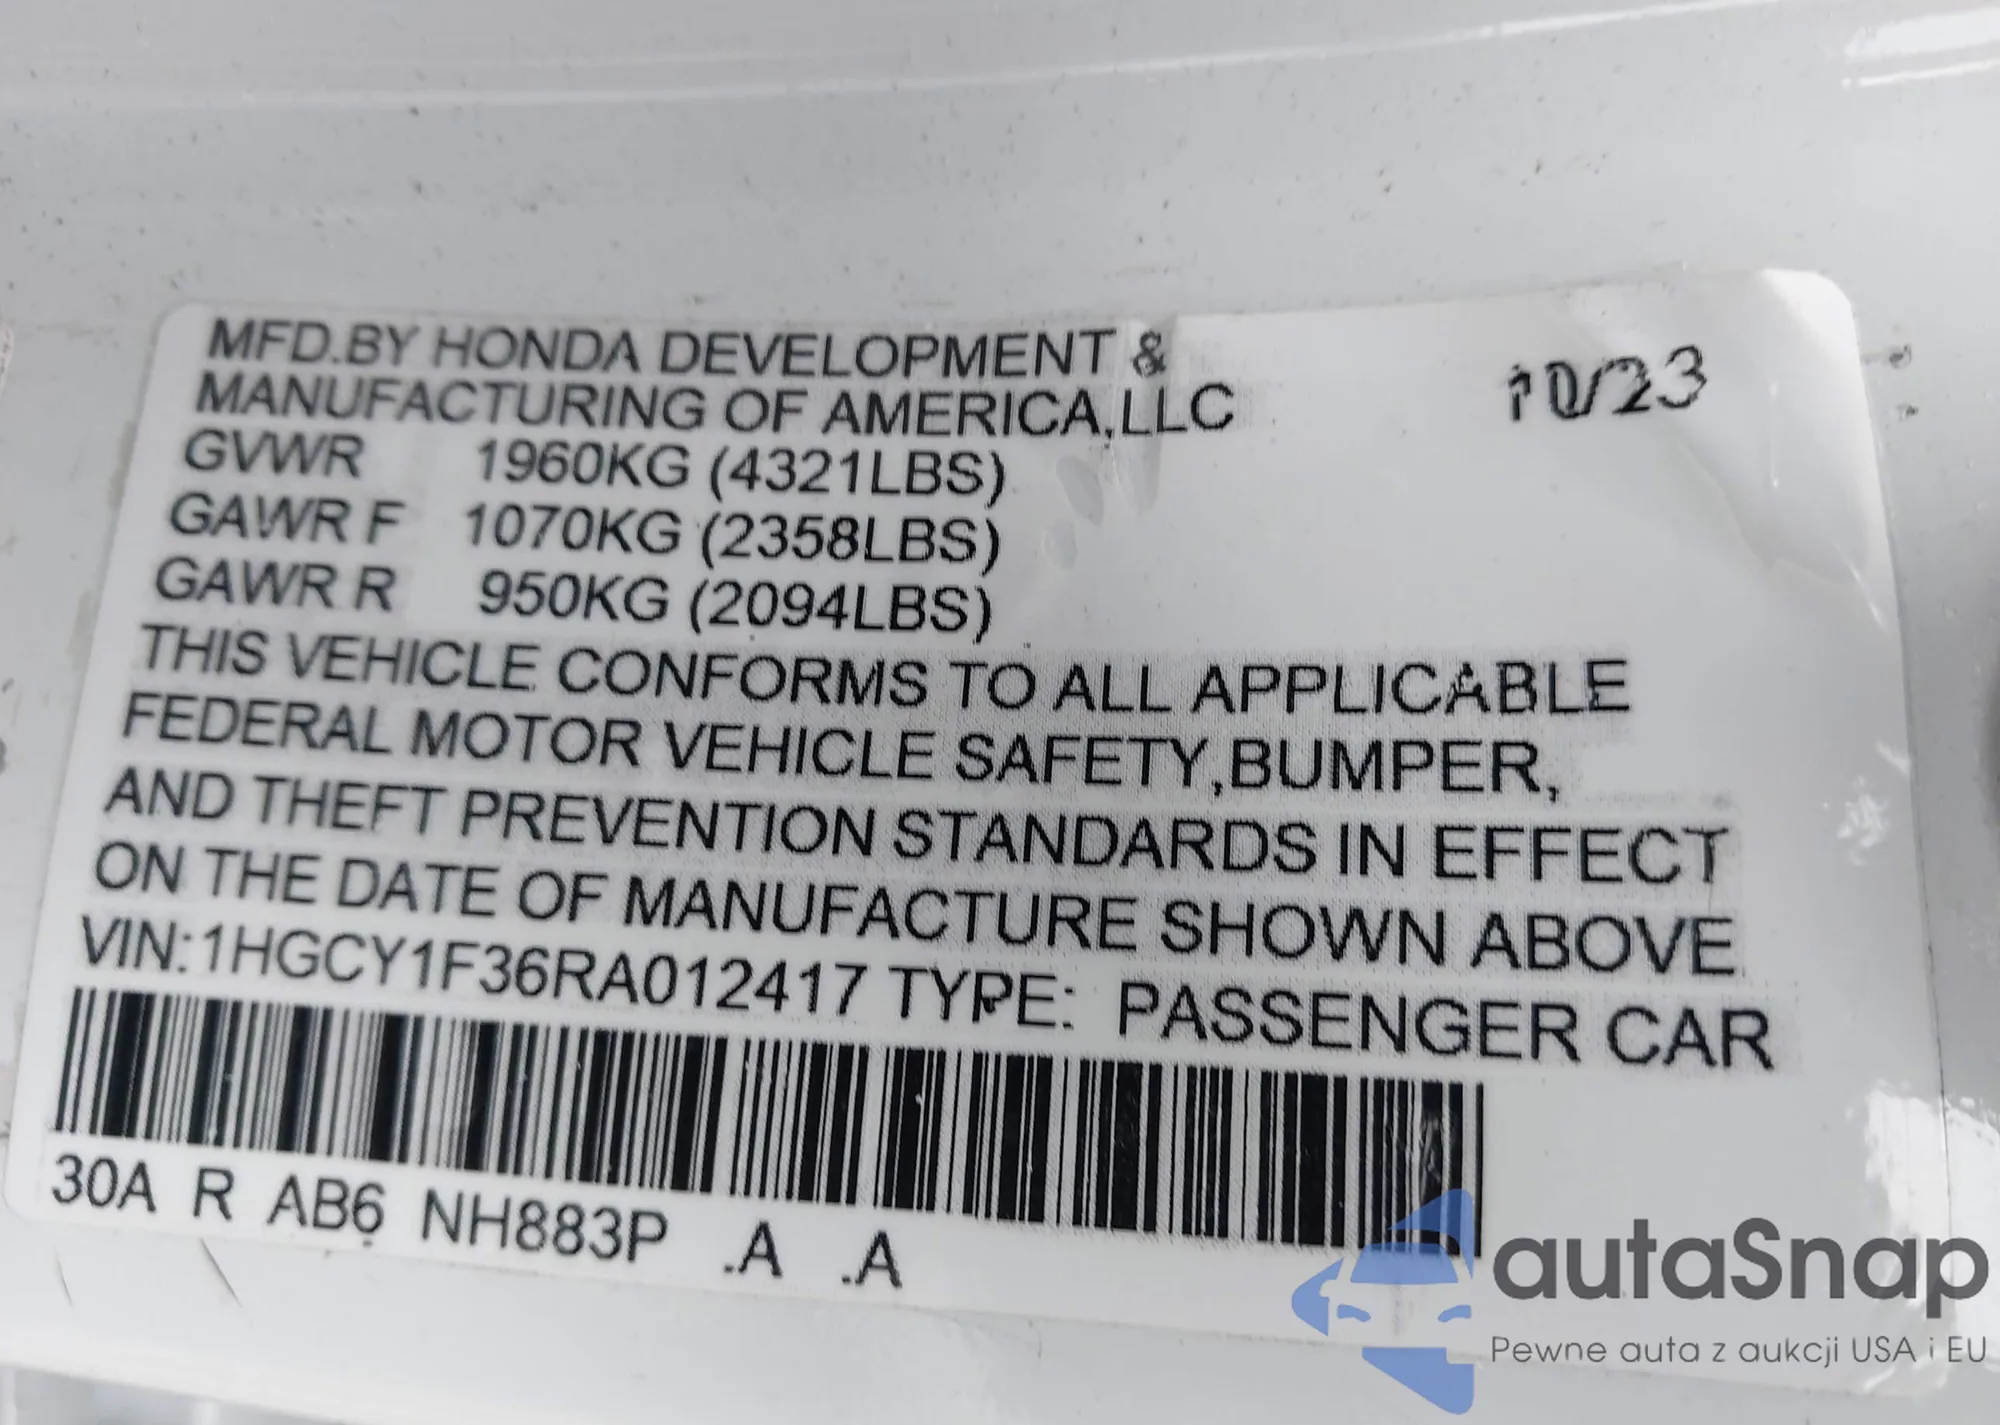 MFD.BY HONDA DEVELOPMENT &
MANUFACTURING OF AMERICA,LLC 10/23
GVWR 1960KG (4321LBS)
GAWR F 1070KG (2358LBS)
GAWR R 950KG (2094LBS)
THIS VEHICLE CONFORMS TO ALL APPLICABLE
FEDERAL MOTOR VEHICLE SAFETY,BUMPER,
AND THEFT PREVENTION STANDARDS IN EFFECT
ON THE DATE OF MANUFACTURE SHOWN ABOVE
VIN:1HGCY1F36RA012417 TYPE: PASSENGER CAR
30A R AB6 NH883P .A .A
autaSnap
Pewne auta z aukcji USA i EU